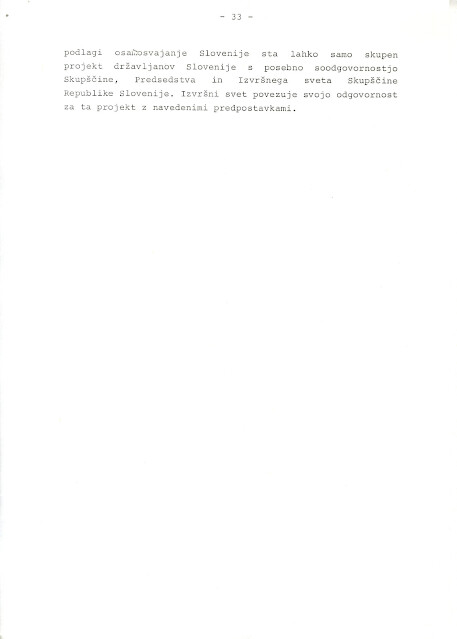 - 33 -
podlagi osamosvajanje Slovenije sta lahko samo skupen
projekt državljanov Slovenije s posebno soodgovornostjo
Skupščine, Predsedstva in Izvršnega sveta Skupščine
Republike Slovenije. Izvršni svet povezuje svojo odgovornost
za ta projekt z navedenimi predpostavkami.